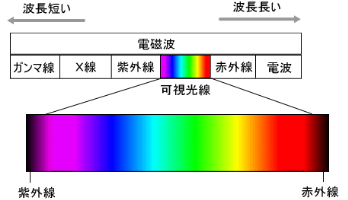 波長短い 波長長い
電磁波
ガンマ線 X線 紫外線 赤外線 電波
可視光線
紫外線 赤外線